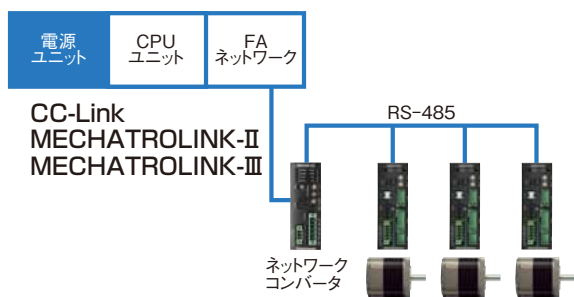 電源
ユニット
CPU
ユニット
FA
ネットワーク
CC-Link
MECHATROLINK-Ⅱ
MECHATROLINK-Ⅲ
RS-485
ネットワーク
コンバータ